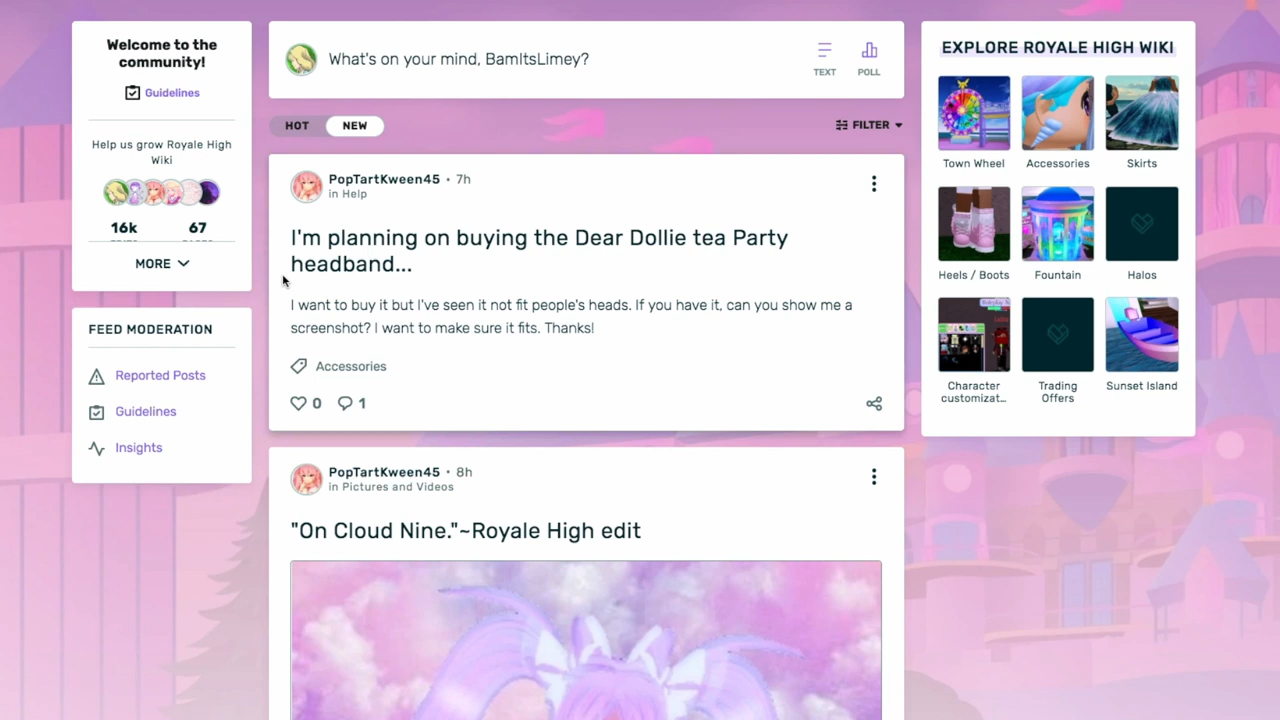 Welcome to the
community!
Guidelines
Help us grow Royale High
Wiki
16k
67
MORE
FEED MODERATION
Reported Posts
Guidelines
Insights
What's on your mind, BamItsLimey?
TEXT
POLL
HOT
NEW
FILTER
PopTartKween45 • 7h
in Help
I'm planning on buying the Dear Dollie tea Party
headband...
I want to buy it but I've seen it not fit people's heads. If you have it, can you show me a
screenshot? I want to make sure it fits. Thanks!
Accessories
0
1
PopTartKween45 • 8h
in Pictures and Videos
"On Cloud Nine."~Royale High edit
EXPLORE ROYALE HIGH WIKI
Town Wheel
Accessories
Skirts
Heels / Boots
Fountain
Halos
Character
customizat...
Trading
Offers
Sunset Island